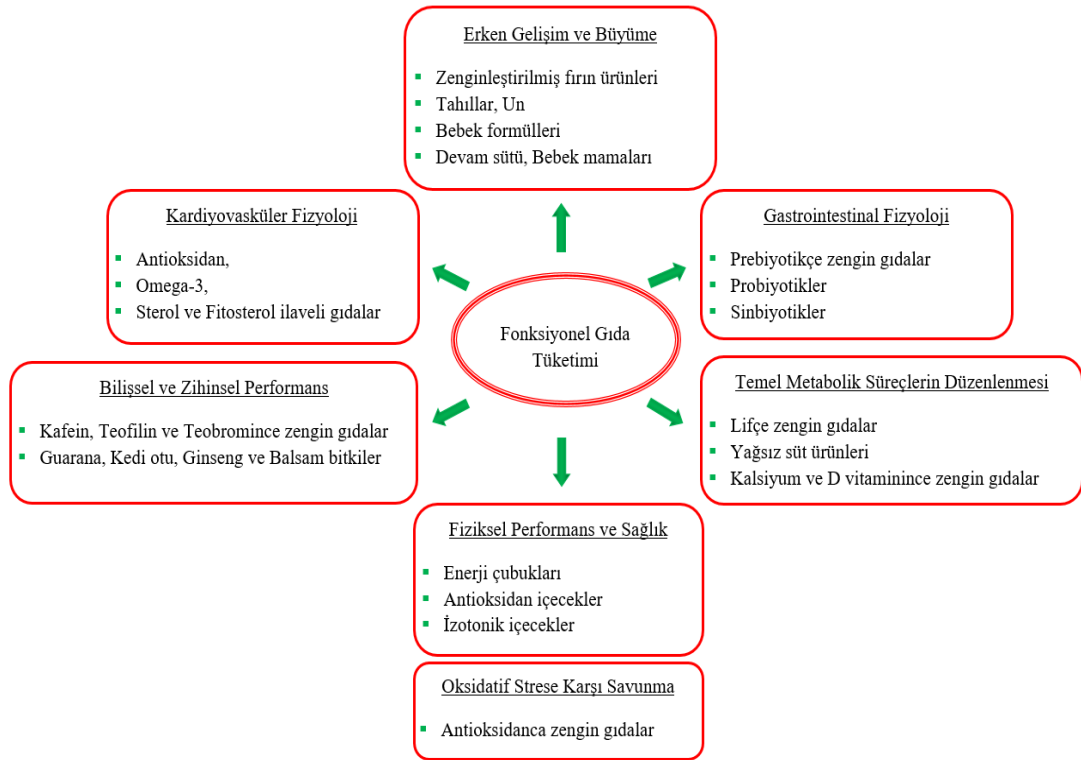 Erken Gelişim ve Büyüme
Zenginleştirilmiş fırın ürünleri
Tahıllar, Un
Bebek formülleri
Devam sütü, Bebek mamaları
Kardiyovasküler Fizyoloji
Antioksidan,
Omega-3,
Sterol ve Fitosterol ilaveli gıdalar
Gastrointestinal Fizyoloji
Prebiyotikçe zengin gıdalar
Probiyotikler
Sinbiyotikler
Fonksiyonel Gıda
Tüketimi
Bilişsel ve Zihinsel Performans
Kafein, Teofilin ve Teobromince zengin gıdalar
Guarana, Kedi otu, Ginseng ve Balsam bitkiler
Temel Metabolik Süreçlerin Düzenlenmesi
Lifçe zengin gıdalar
Yağsız süt ürünleri
Kalsiyum ve D vitaminince zengin gıdalar
Fiziksel Performans ve Sağlık
Enerji çubukları
Antioksidan içecekler
İzotonik içecekler
Oksidatif Strese Karşı Savunma
Antioksidanca zengin gıdalar